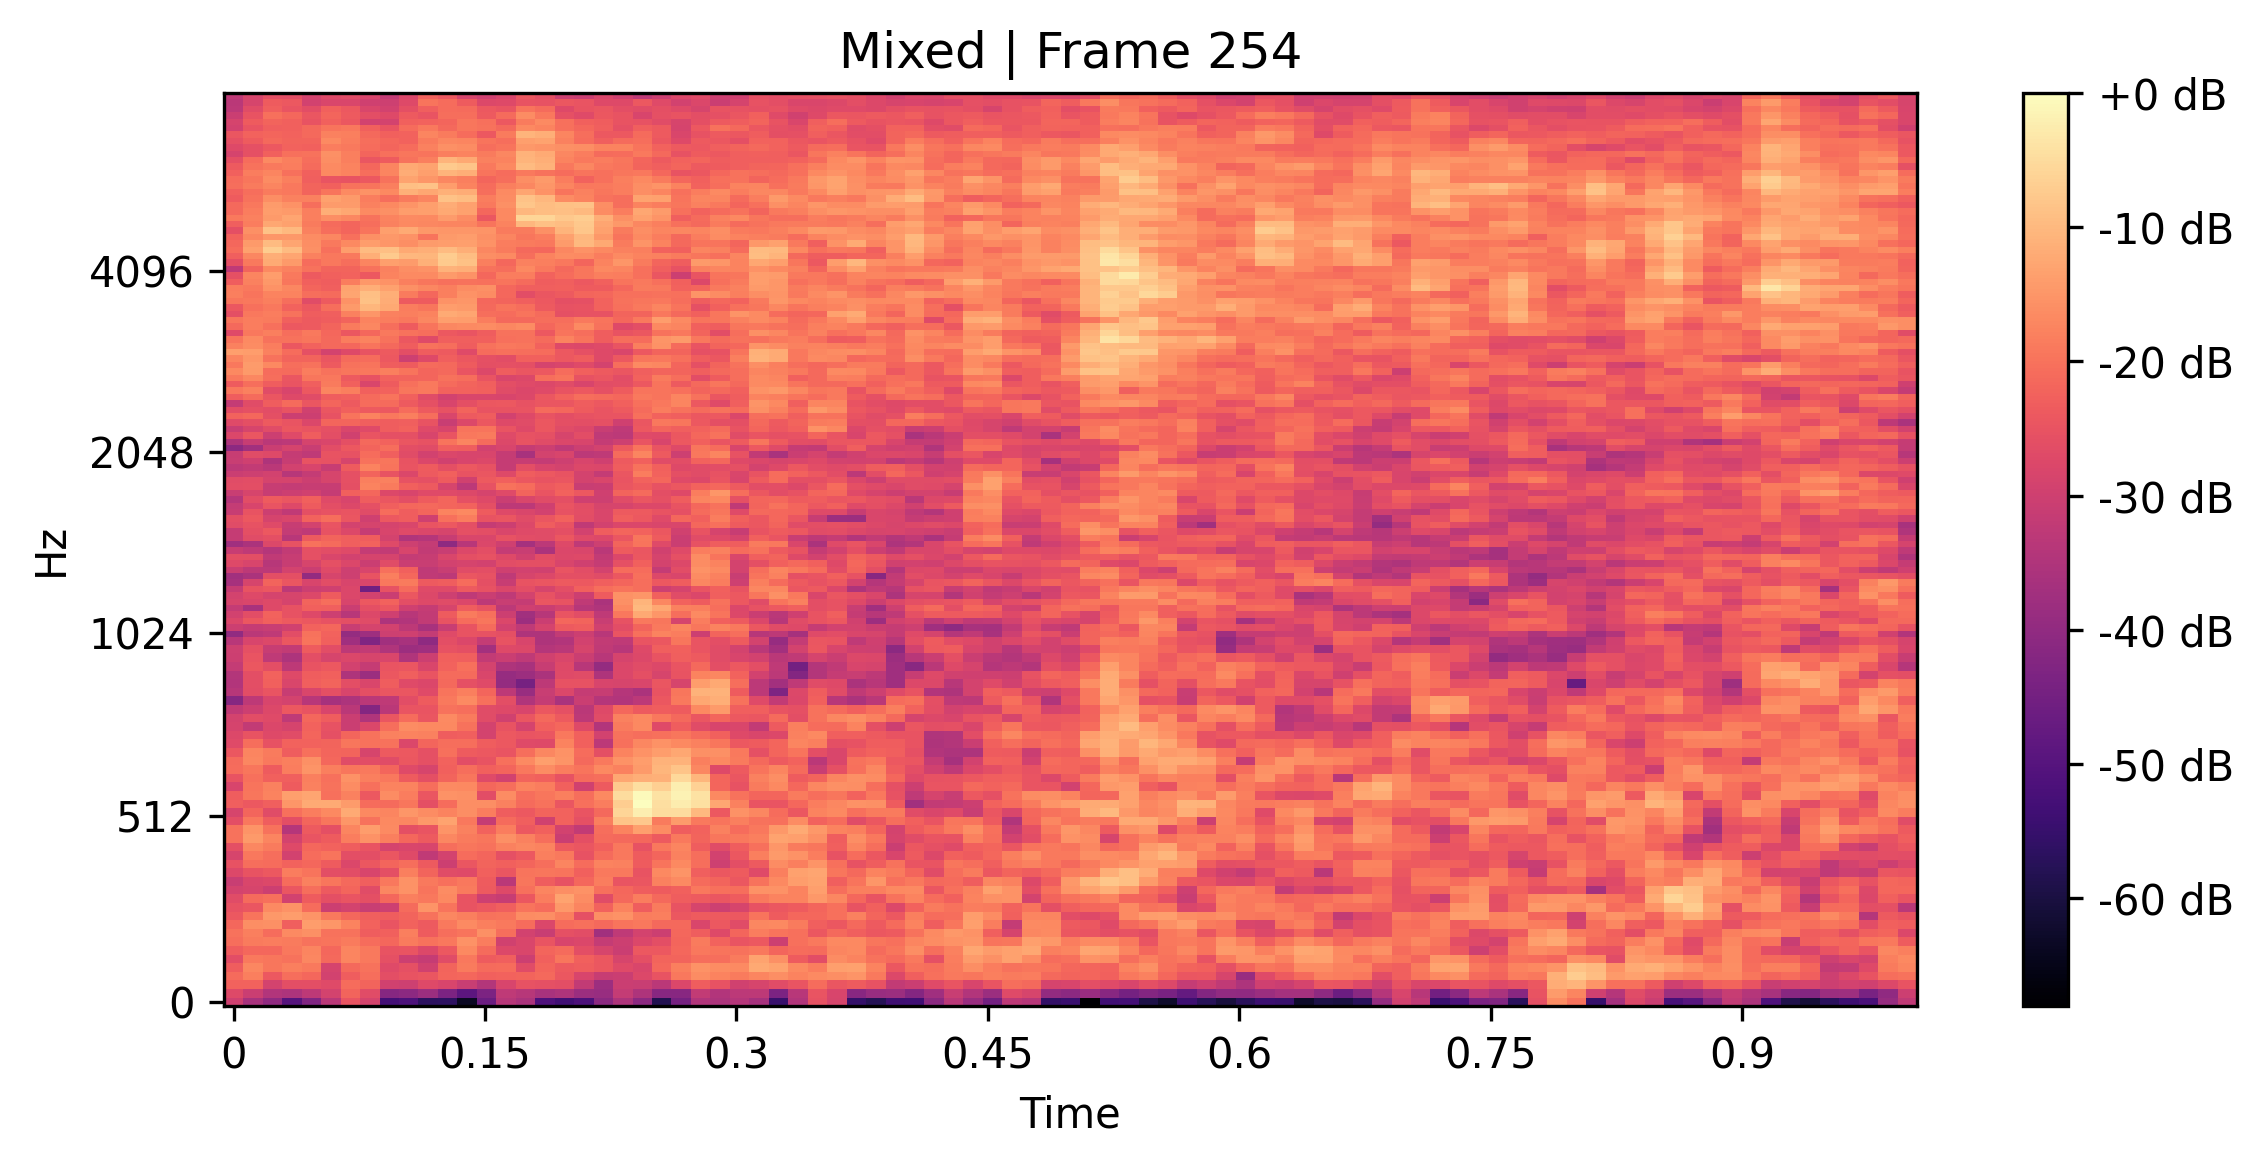 Mixed | Frame 254
Hz
4096
2048
1024
512
0
0 0.15 0.3 0.45 0.6 0.75 0.9
Time
+0 dB
-10 dB
-20 dB
-30 dB
-40 dB
-50 dB
-60 dB